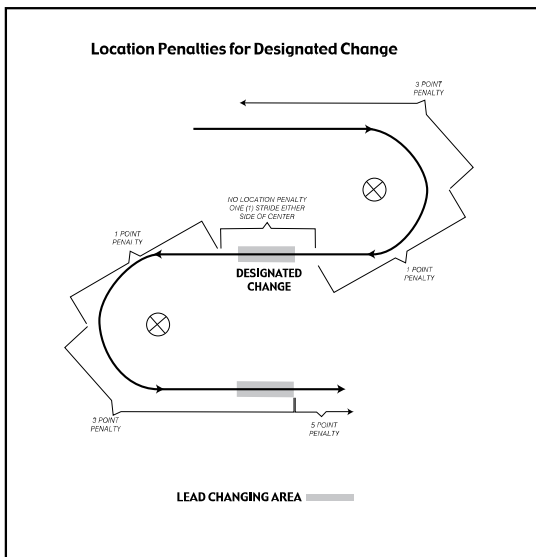 Location Penalties for Designated Change
3 POINT
PENALTY
NO LOCATION PENALTY
ONE (1) STRIDE EITHER
SIDE OF CENTER
1 POINT
PENALTY
DESIGNATED
CHANGE
1 POINT
PENALTY
3 POINT
PENALTY
5 POINT
PENALTY
LEAD CHANGING AREA